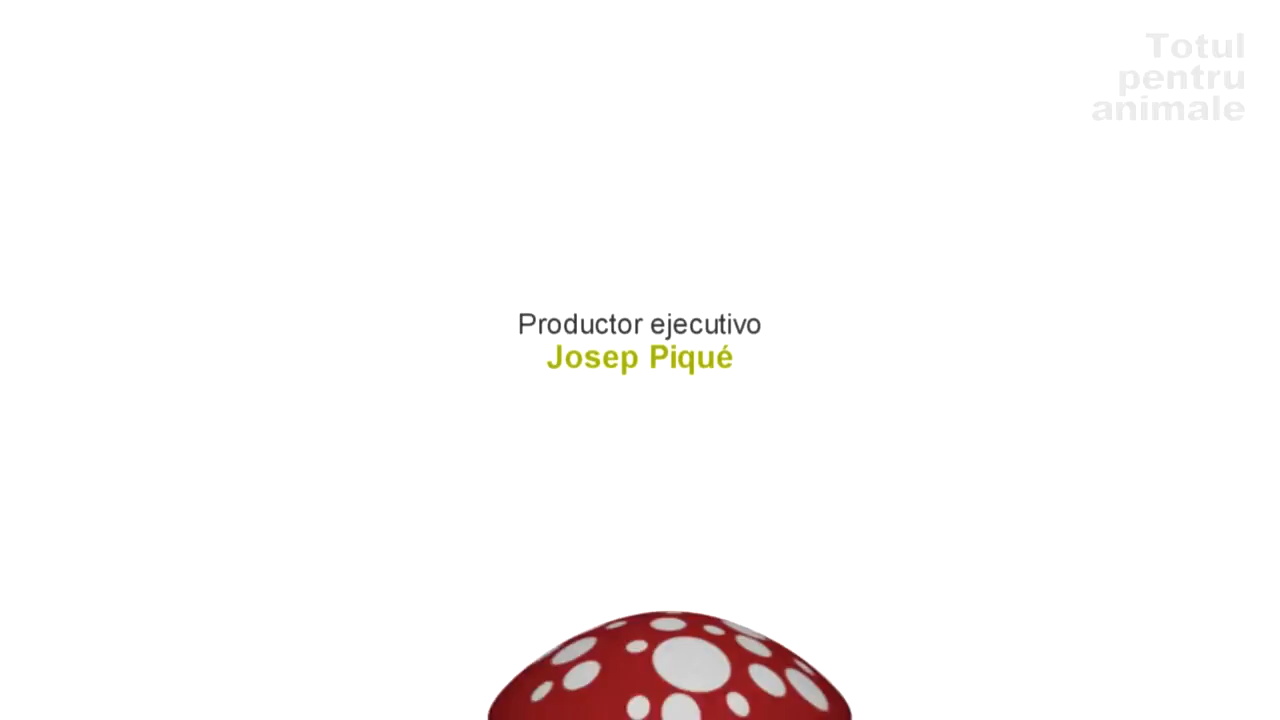 Totul
pentru
animale
Productor ejecutivo
Josep Piqué